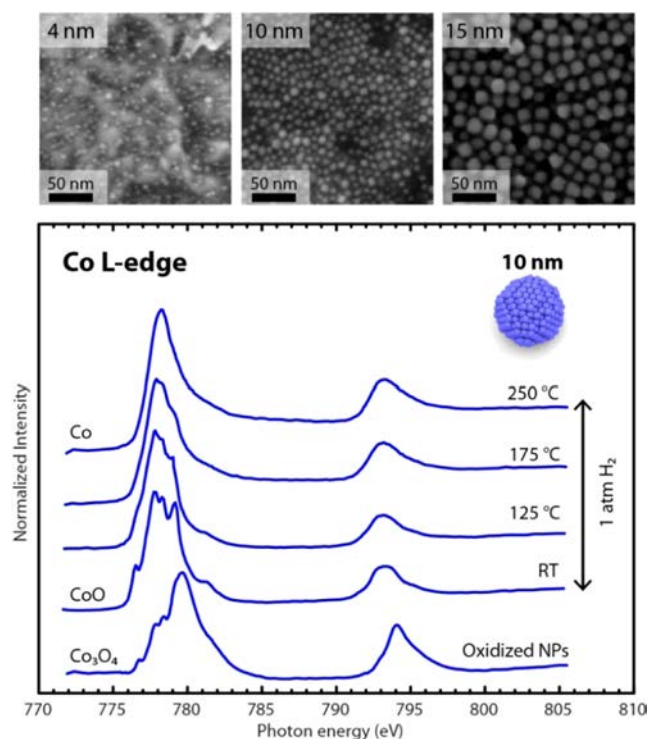 4 nm
10 nm
15 nm
50 nm
50 nm
50 nm
Co L-edge
10 nm
250 °C
Co
175 °C
125 °C
RT
CoO
Co₃O₄
Oxidized NPs
1 atm H₂
Normalized Intensity
770 775 780 785 790 795 800 805 810
Photon energy (eV)